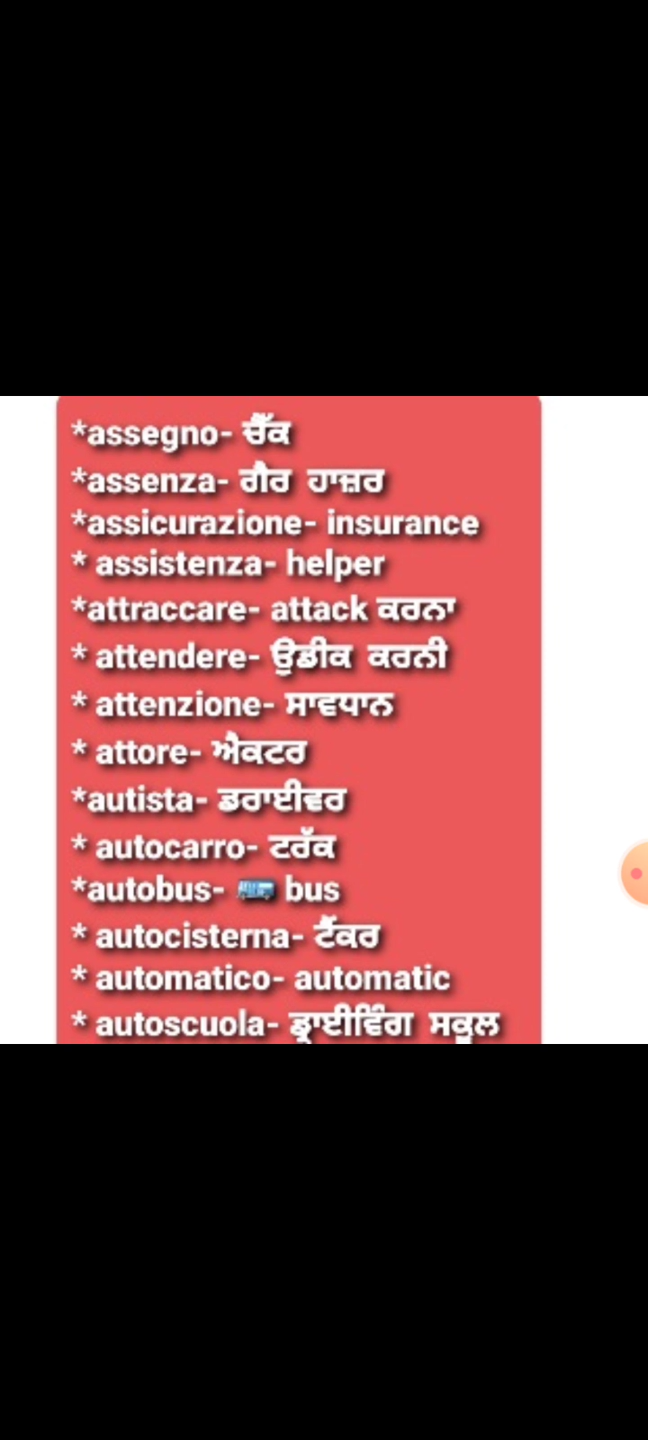 *assegno- ਚੈੱਕ
*assenza- ਗੈਰ ਹਾਜ਼ਰ
*assicurazione- insurance
* assistenza- helper
*attraccare- attack ਕਰਨਾ
* attendere- ਉਡੀਕ ਕਰਨੀ
* attenzione- ਸਾਵਧਾਨ
* attore- ਐਕਟਰ
*autista- ਡਰਾਈਵਰ
* autocarro- ਟਰੱਕ
*autobus- 🚌 bus
* autocisterna- ਟੈਂਕਰ
* automatico- automatic
* autoscuola- ਡ੍ਰਾਈਵਿੰਗ ਸਕੂਲ